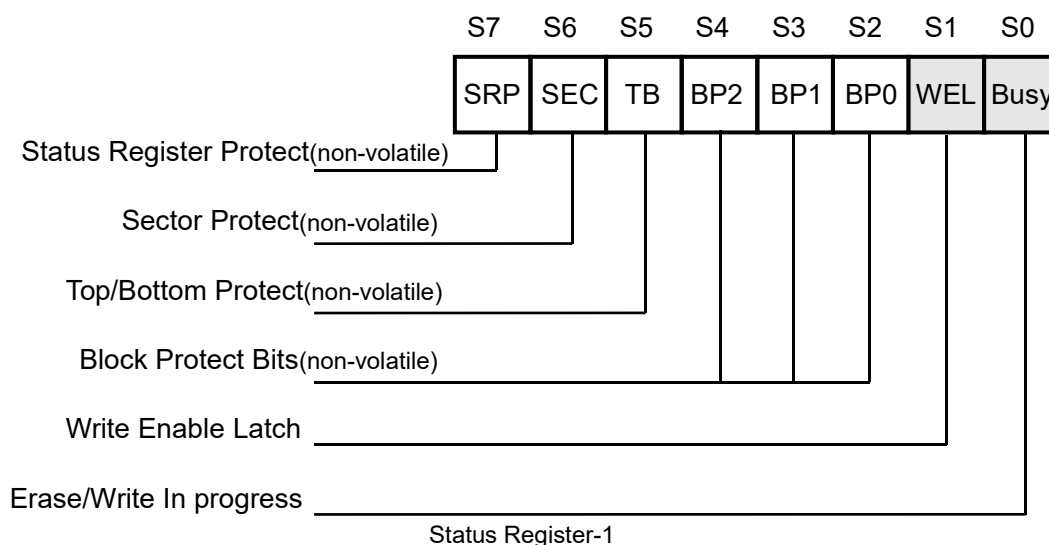 S7 S6 S5 S4 S3 S2 S1 S0
SRP SEC TB BP2 BP1 BP0 WEL Busy
Status Register Protect(non-volatile)
Sector Protect(non-volatile)
Top/Bottom Protect(non-volatile)
Block Protect Bits(non-volatile)
Write Enable Latch
Erase/Write In progress
Status Register-1